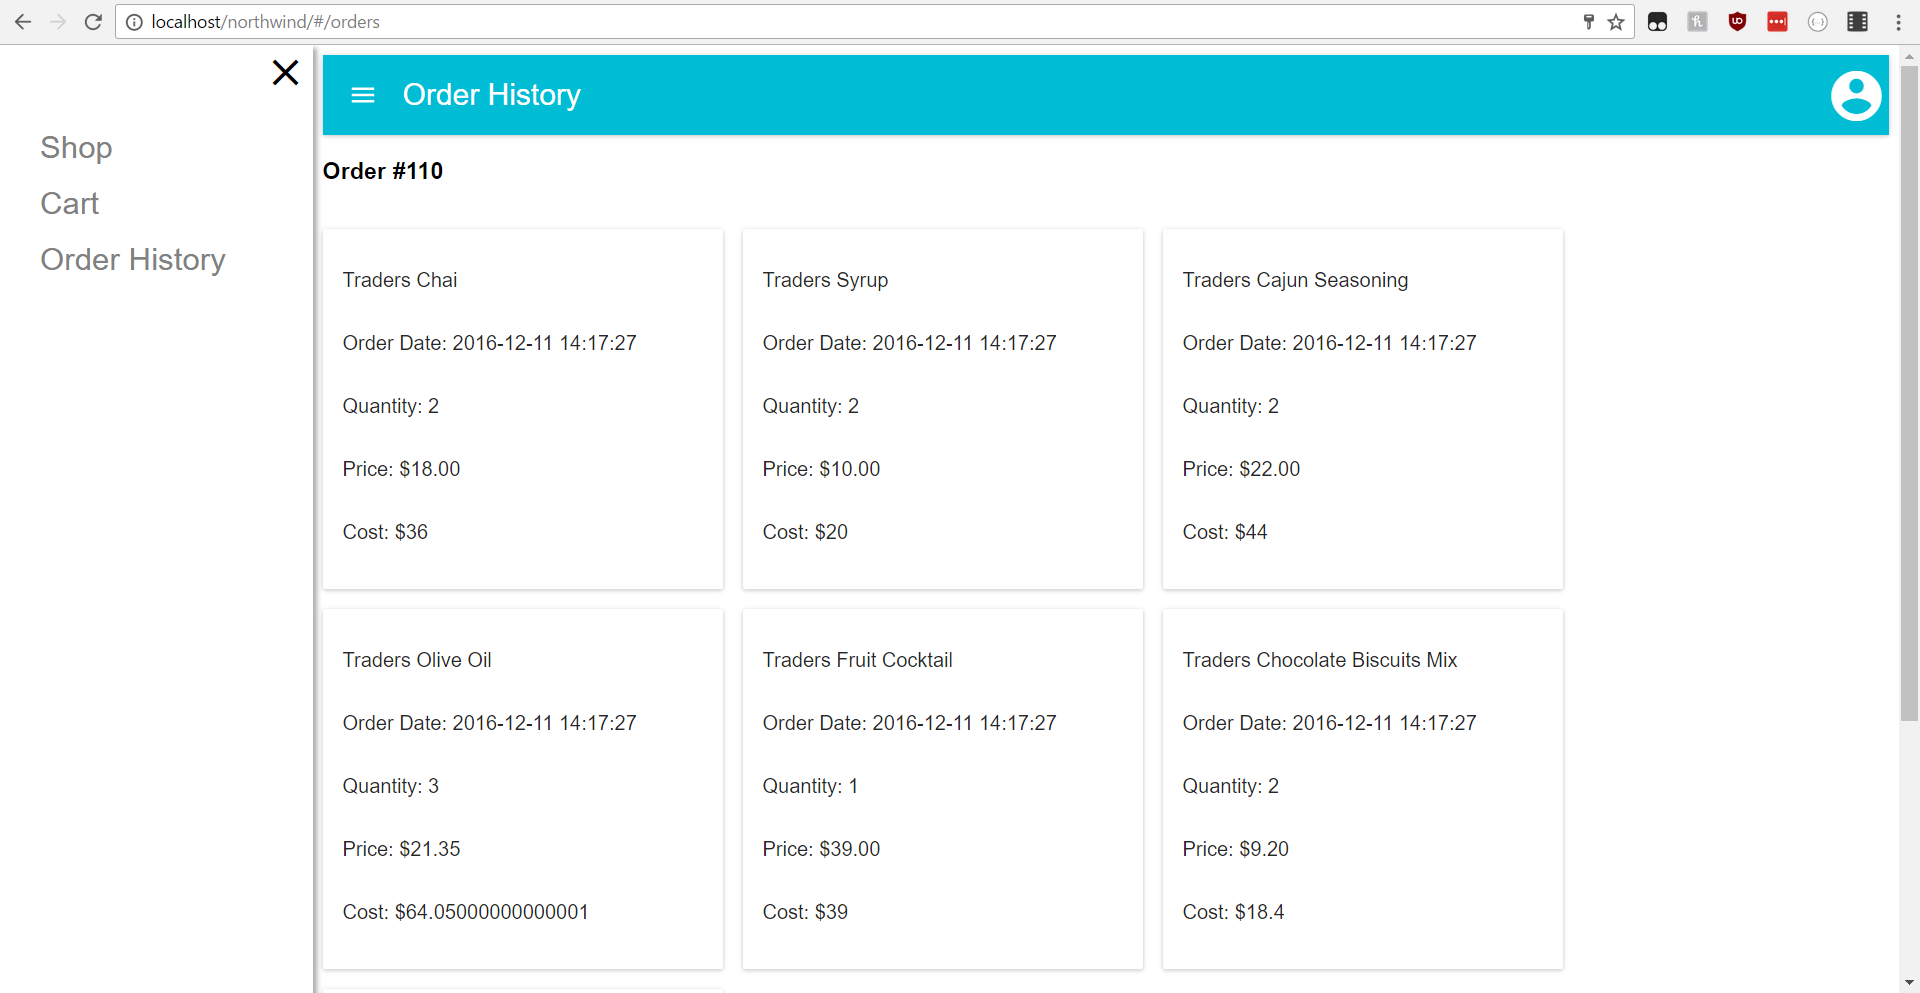 localhost/northwind/#/orders
Order History
Shop
Cart
Order History
Order #110
Traders Chai
Order Date: 2016-12-11 14:17:27
Quantity: 2
Price: $18.00
Cost: $36
Traders Syrup
Order Date: 2016-12-11 14:17:27
Quantity: 2
Price: $10.00
Cost: $20
Traders Cajun Seasoning
Order Date: 2016-12-11 14:17:27
Quantity: 2
Price: $22.00
Cost: $44
Traders Olive Oil
Order Date: 2016-12-11 14:17:27
Quantity: 3
Price: $21.35
Cost: $64.05000000000001
Traders Fruit Cocktail
Order Date: 2016-12-11 14:17:27
Quantity: 1
Price: $39.00
Cost: $39
Traders Chocolate Biscuits Mix
Order Date: 2016-12-11 14:17:27
Quantity: 2
Price: $9.20
Cost: $18.4